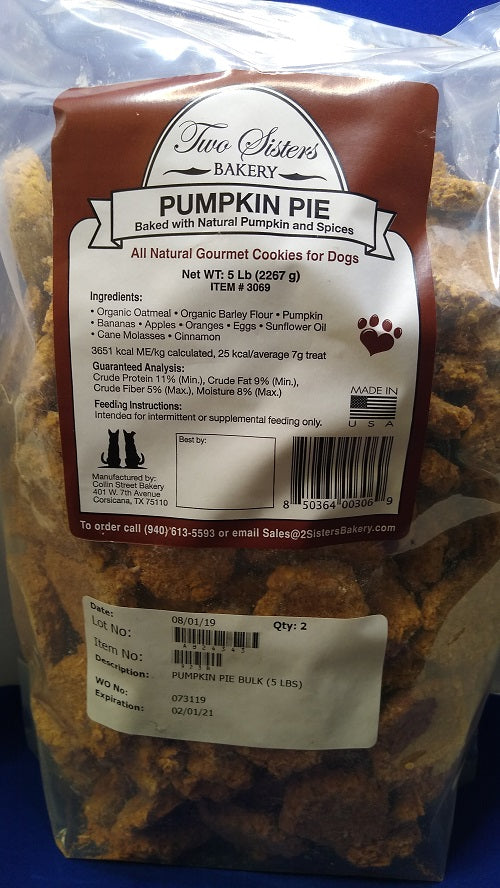 Two Sisters
BAKERY
PUMPKIN PIE
Baked with Natural Pumpkin and Spices
All Natural Gourmet Cookies for Dogs
Net WT: 5 Lb (2267 g)
ITEM # 3069
Ingredients:
• Organic Oatmeal • Organic Barley Flour • Pumpkin
• Bananas • Apples • Oranges • Eggs • Sunflower Oil
• Cane Molasses • Cinnamon
3651 kcal ME/kg calculated, 25 kcal/average 7g treat
Guaranteed Analysis:
Crude Protein 11% (Min.), Crude Fat 9% (Min.),
Crude Fiber 5% (Max.), Moisture 8% (Max.)
Feeding Instructions:
Intended for intermittent or supplemental feeding only.
MADE IN
USA
Manufactured by:
Collin Street Bakery
401 W. 7th Avenue
Corsicana, TX 75110
Best by:
8 50364 00306 9
To order call (940) 613-5593 or email Sales@2SistersBakery.com
Date: 08/01/19 Qty: 2
Lot No:
Item No:
Description: PUMPKIN PIE BULK (5 LBS)
WO No: 073119
Expiration: 02/01/21